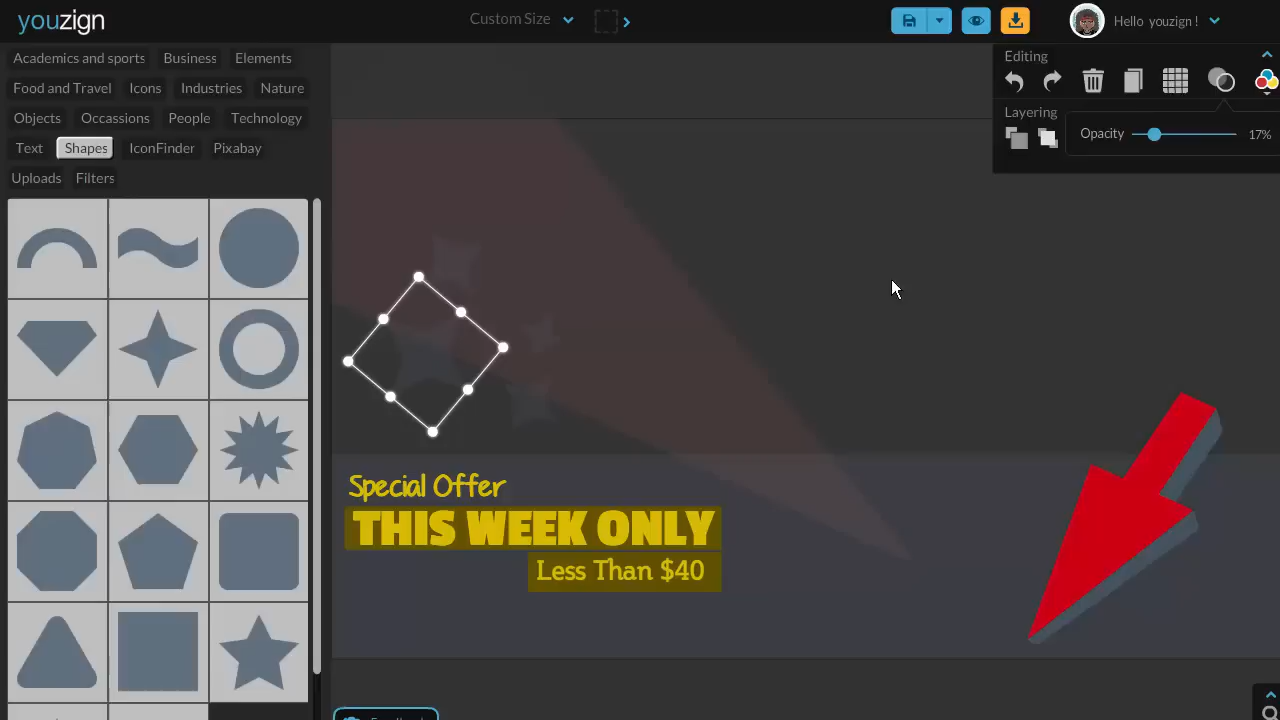 youzign
Custom Size
Hello youzign !
Academics and sports
Business
Elements
Food and Travel
Icons
Industries
Nature
Objects
Occassions
People
Technology
Text
Shapes
IconFinder
Pixabay
Uploads
Filters
Editing
Layering
Opacity
17%
Special Offer
THIS WEEK ONLY
Less Than $40